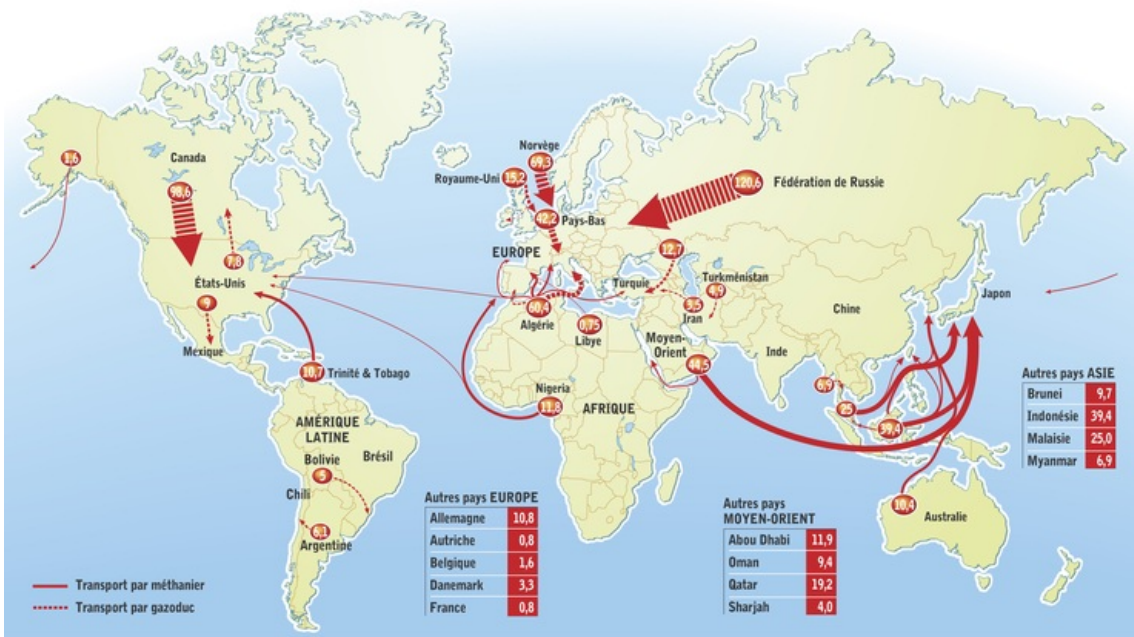 1,6
Canada
98,6
7,8
États-Unis
9
Mexique
10,7
Trinité & Tobago
AMÉRIQUE
LATINE
Bolivie
5
Brésil
Chili
6,1
Argentine
Norvège
69,3
Royaume-Uni
15,2
42,2
Pays-Bas
EUROPE
120,6
Fédération de Russie
12,7
Turquie
Turkménistan
4,9
3,5
Iran
60,4
Algérie
0,75
Libye
Moyen-
Orient
44,5
Nigeria
11,8
AFRIQUE
Inde
Chine
Japon
6,9
25
39,4
10,4
Australie
Autres pays ASIE
Brunei 9,7
Indonésie 39,4
Malaisie 25,0
Myanmar 6,9
Autres pays EUROPE
Allemagne 10,8
Autriche 0,8
Belgique 1,6
Danemark 3,3
France 0,8
Autres pays
MOYEN-ORIENT
Abou Dhabi 11,9
Oman 9,4
Qatar 19,2
Sharjah 4,0
Transport par méthanier
Transport par gazoduc